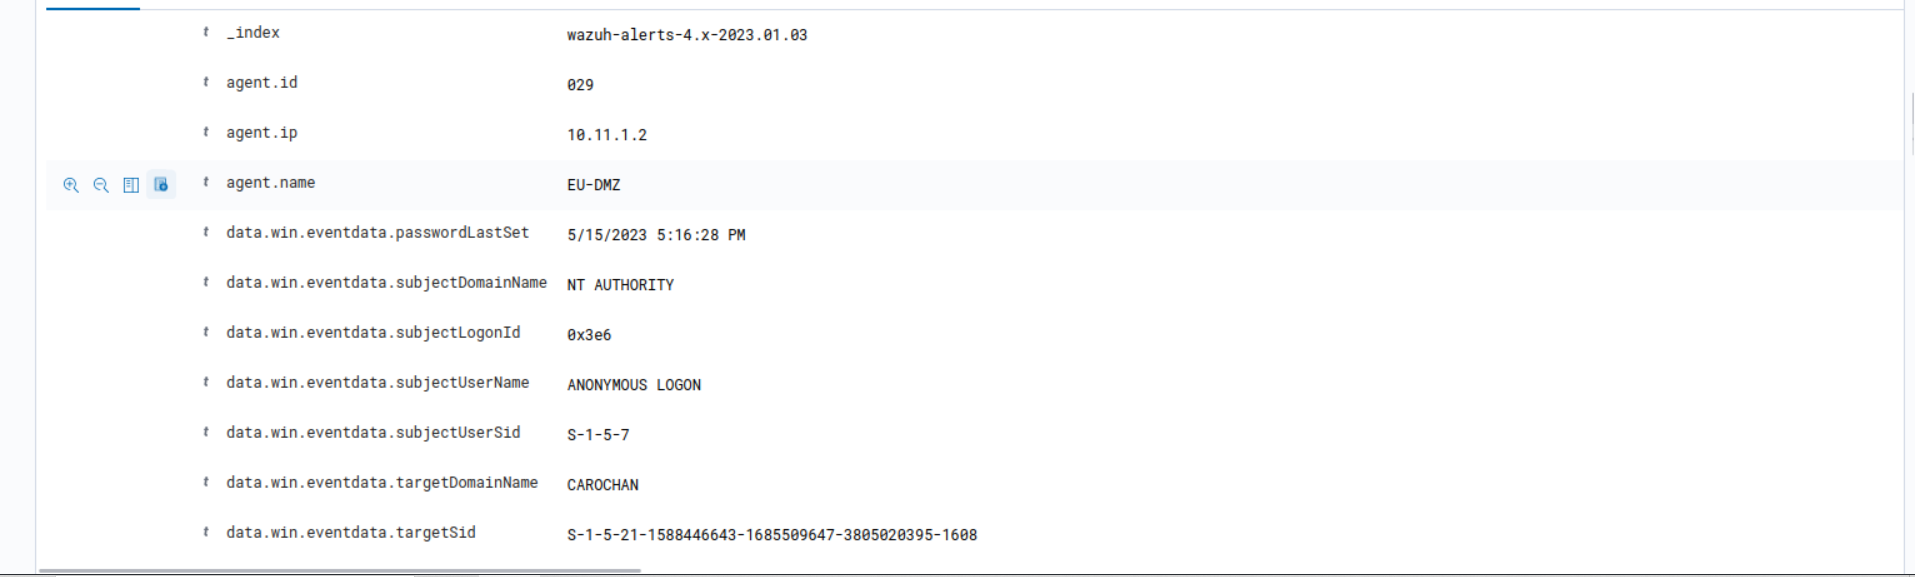 t _index wazuh-alerts-4.x-2023.01.03
t agent.id 029
t agent.ip 10.11.1.2
t agent.name EU-DMZ
t data.win.eventdata.passwordLastSet 5/15/2023 5:16:28 PM
t data.win.eventdata.subjectDomainName NT AUTHORITY
t data.win.eventdata.subjectLogonId 0x3e6
t data.win.eventdata.subjectUserName ANONYMOUS LOGON
t data.win.eventdata.subjectUserSid S-1-5-7
t data.win.eventdata.targetDomainName CAROCHAN
t data.win.eventdata.targetSid S-1-5-21-1588446643-1685509647-3805020395-1608